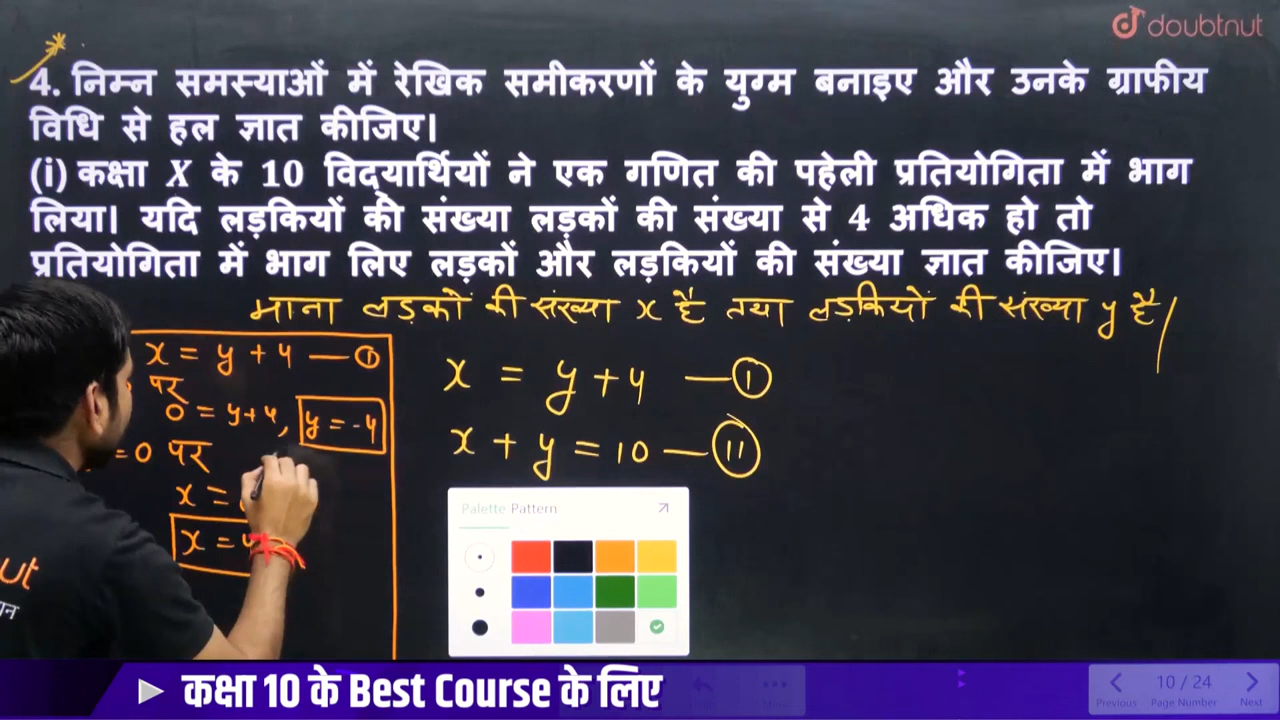 doubtnut
4. निम्न समस्याओं में रेखिक समीकरणों के युग्म बनाइए और उनके ग्राफीय
विधि से हल ज्ञात कीजिए।
(i) कक्षा X के 10 विद्यार्थियों ने एक गणित की पहेली प्रतियोगिता में भाग
लिया। यदि लड़कियों की संख्या लड़कों की संख्या से 4 अधिक हो तो
प्रतियोगिता में भाग लिए लड़कों और लड़कियों की संख्या ज्ञात कीजिए।
माना लड़कों की संख्या x है तथा लड़कियों की संख्या y है/
x = y + 4 — ①
पर
0 = y+4, y = -4
=0 पर
x =
x = 4
x = y+4 — ①
x + y = 10 — ⑪
Palette Pattern
ut
कक्षा 10 के Best Course के लिए
10 / 24
Previous Page Number Next